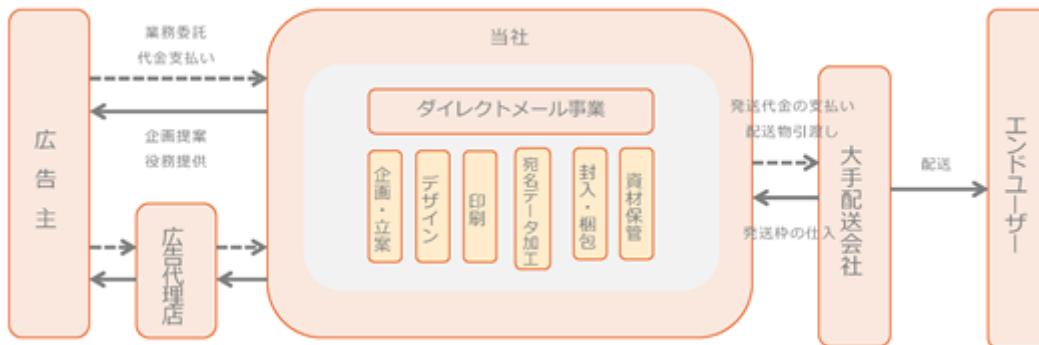 広告主
業務委託
代金支払い
企画提案
役務提供
広告代理店
当社
ダイレクトメール事業
企画・立案
デザイン
印刷
宛名データ加工
封入・梱包
資材保管
発送代金の支払い
配送物引渡し
発送枠の仕入
大手配送会社
配送
エンドユーザー